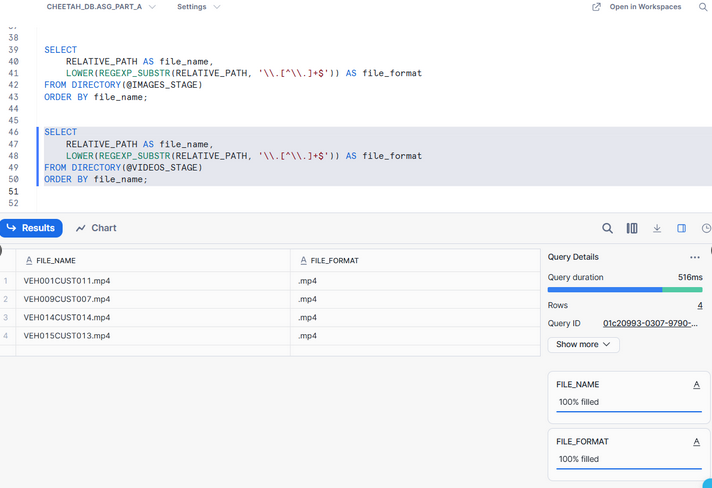 CHEETAH_DB.ASG_PART_A Settings Open in Workspaces
38
39 SELECT
40 RELATIVE_PATH AS file_name,
41 LOWER(REGEXP_SUBSTR(RELATIVE_PATH, '\\.[^\\.]+$')) AS file_format
42 FROM DIRECTORY(@IMAGES_STAGE)
43 ORDER BY file_name;
44
45
46 SELECT
47 RELATIVE_PATH AS file_name,
48 LOWER(REGEXP_SUBSTR(RELATIVE_PATH, '\\.[^\\.]+$')) AS file_format
49 FROM DIRECTORY(@VIDEOS_STAGE)
50 ORDER BY file_name;
51
52
Results Chart
A FILE_NAME A FILE_FORMAT
1 VEH001CUST011.mp4 .mp4
2 VEH009CUST007.mp4 .mp4
3 VEH014CUST014.mp4 .mp4
4 VEH015CUST013.mp4 .mp4
Query Details ...
Query duration 516ms
Rows 4
Query ID 01c20993-0307-9790-...
Show more
FILE_NAME A
100% filled
FILE_FORMAT A
100% filled